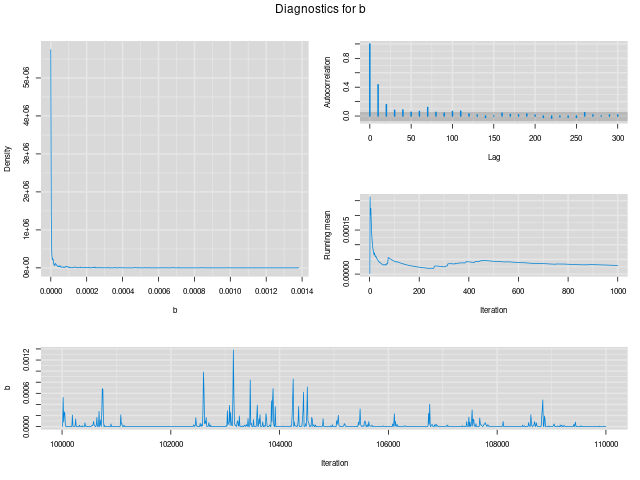 Diagnostics for b
Density
0e+00 1e+06 2e+06 3e+06 4e+06 5e+06
0.0000 0.0002 0.0004 0.0006 0.0008 0.0010 0.0012 0.0014
b
Autocorrelation
0.0 0.4 0.8
0 50 100 150 200 250 300
Lag
Running mean
0.00000 0.00015
0 200 400 600 800 1000
Iteration
b
0.0000 0.0006 0.0012
100000 102000 104000 106000 108000 110000
Iteration